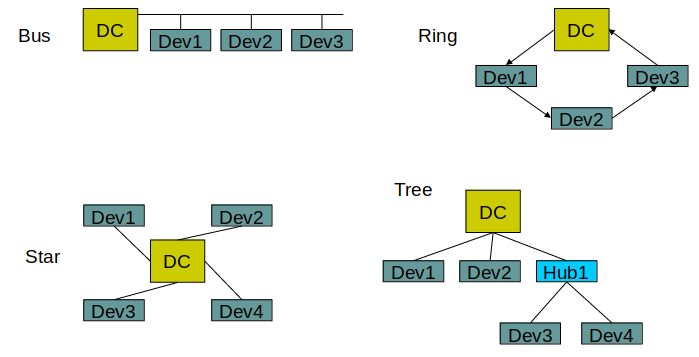 Bus
DC
Dev1
Dev2
Dev3
Ring
DC
Dev1
Dev3
Dev2
Star
Dev1
Dev2
DC
Dev3
Dev4
Tree
DC
Dev1
Dev2
Hub1
Dev3
Dev4